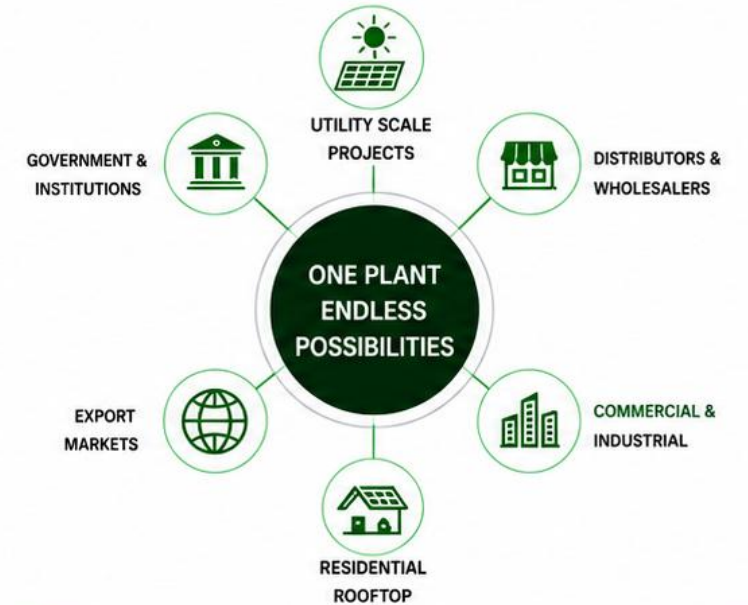 UTILITY SCALE
PROJECTS
GOVERNMENT &
INSTITUTIONS
DISTRIBUTORS &
WHOLESALERS
ONE PLANT
ENDLESS
POSSIBILITIES
EXPORT
MARKETS
COMMERCIAL &
INDUSTRIAL
RESIDENTIAL
ROOFTOP